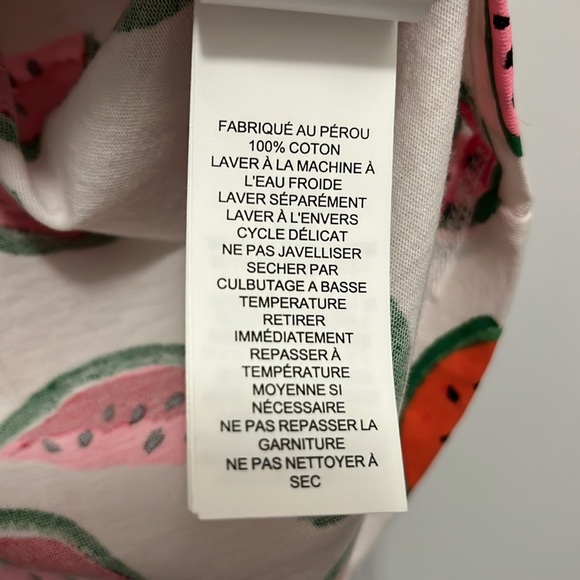 FABRIQUÉ AU PÉROU
100% COTON
LAVER À LA MACHINE À
L'EAU FROIDE
LAVER SÉPARÉMENT
LAVER À L'ENVERS
CYCLE DÉLICAT
NE PAS JAVELLISER
SECHER PAR
CULBUTAGE A BASSE
TEMPERATURE
RETIRER
IMMÉDIATEMENT
REPASSER À
TEMPÉRATURE
MOYENNE SI
NÉCESSAIRE
NE PAS REPASSER LA
GARNITURE
NE PAS NETTOYER À
SEC